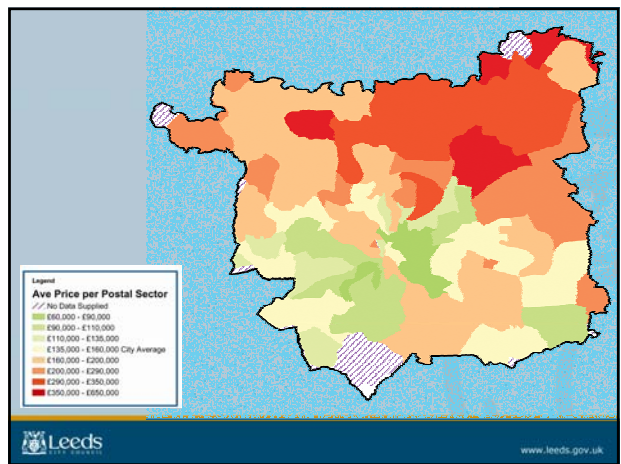 Legend
Ave Price per Postal Sector
No Data Supplied
£60,000 - £90,000
£90,000 - £110,000
£110,000 - £135,000
£135,000 - £160,000 City Average
£160,000 - £200,000
£200,000 - £290,000
£290,000 - £350,000
£350,000 - £650,000
Leeds
CITY COUNCIL
www.leeds.gov.uk